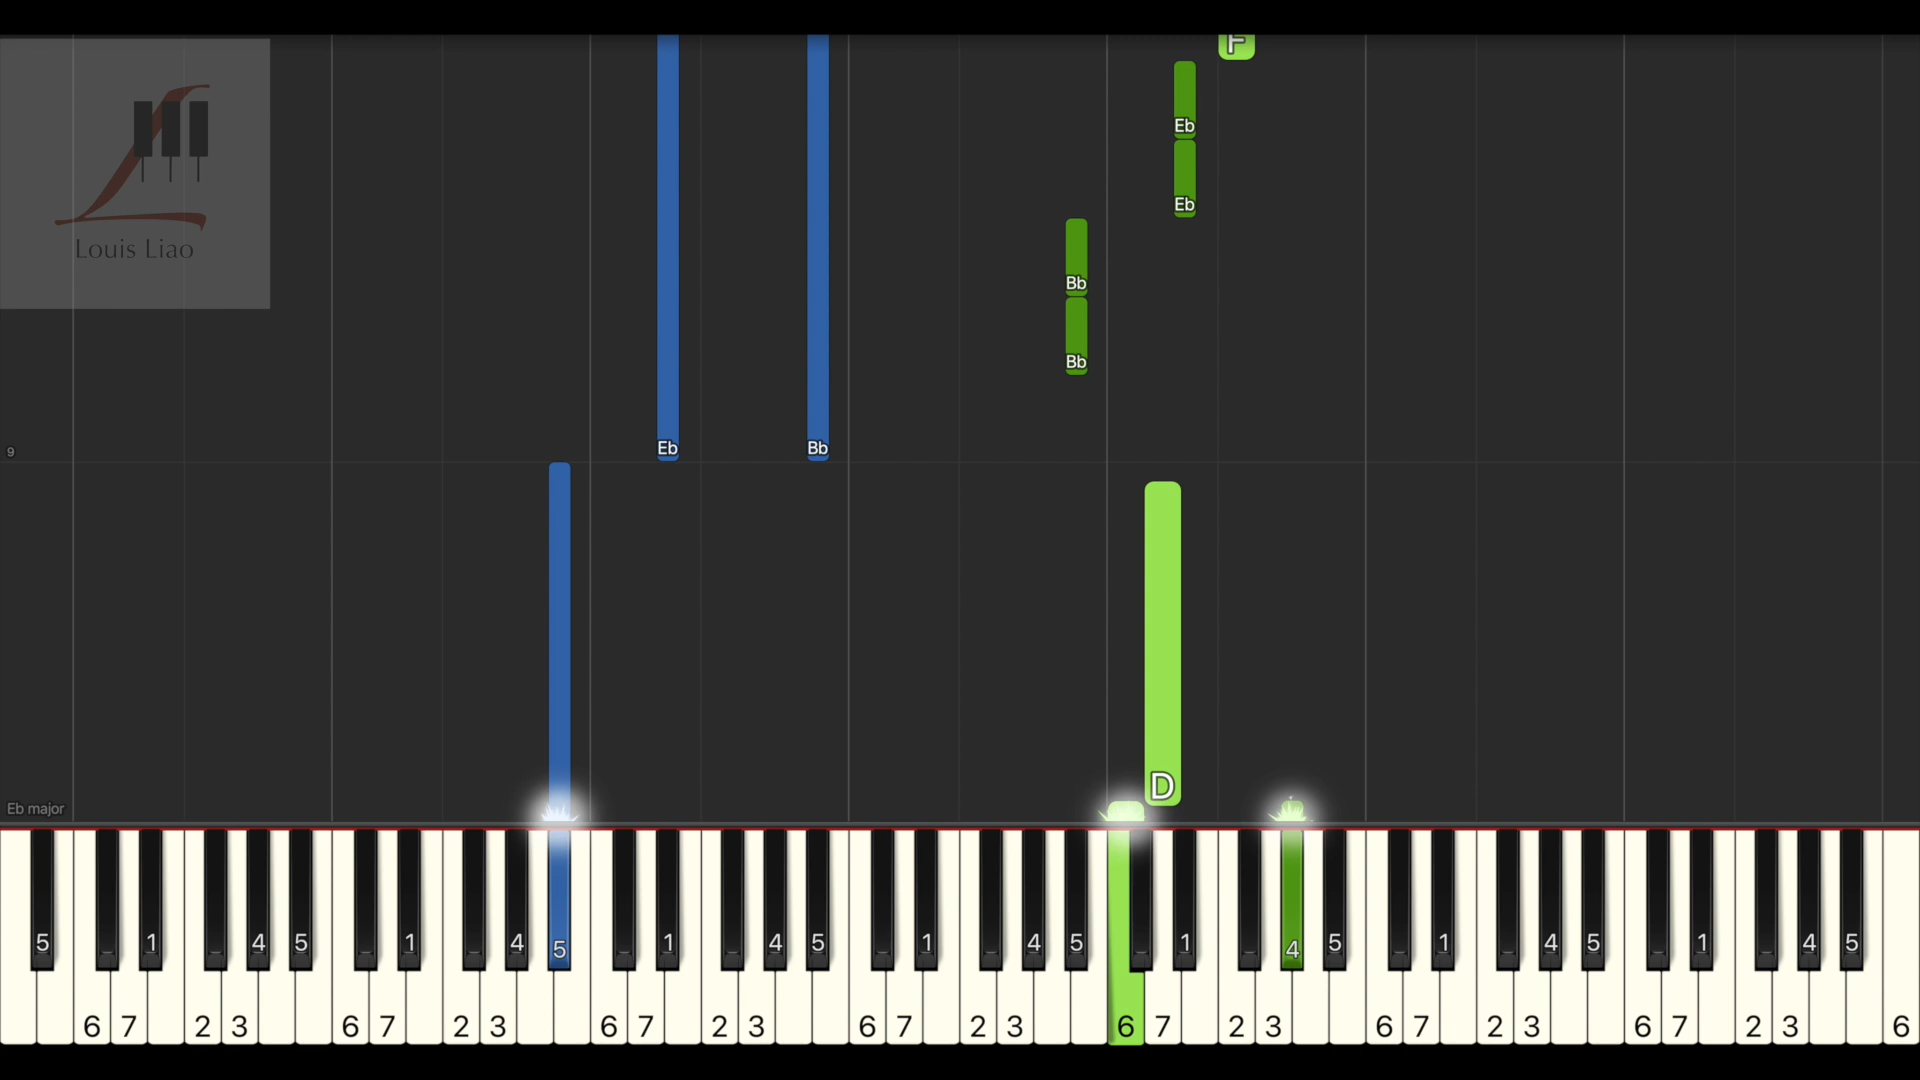 F
Eb
Eb
Louis Liao
Bb
Bb
Eb Bb
9
D
Eb major
5 1 4 5 1 4 5 1 4 5 1 4 5 1 4 5 1 4 5 1 4 5
6 7 2 3 6 7 2 3 6 7 2 3 6 7 2 3 6 7 2 3 6 7 2 3 6 7 2 3 6